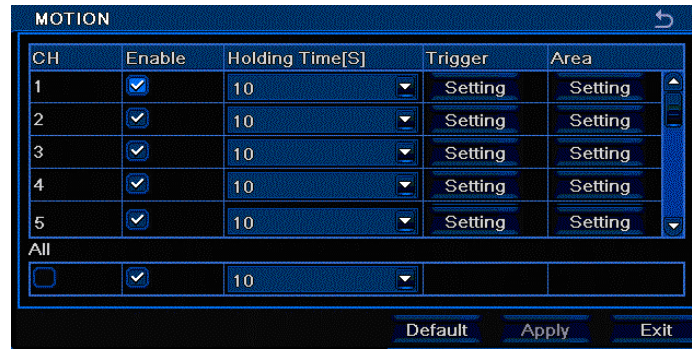 MOTION
CH Enable Holding Time[S] Trigger Area
1 10 Setting Setting
2 10 Setting Setting
3 10 Setting Setting
4 10 Setting Setting
5 10 Setting Setting
All
10
Default Apply Exit